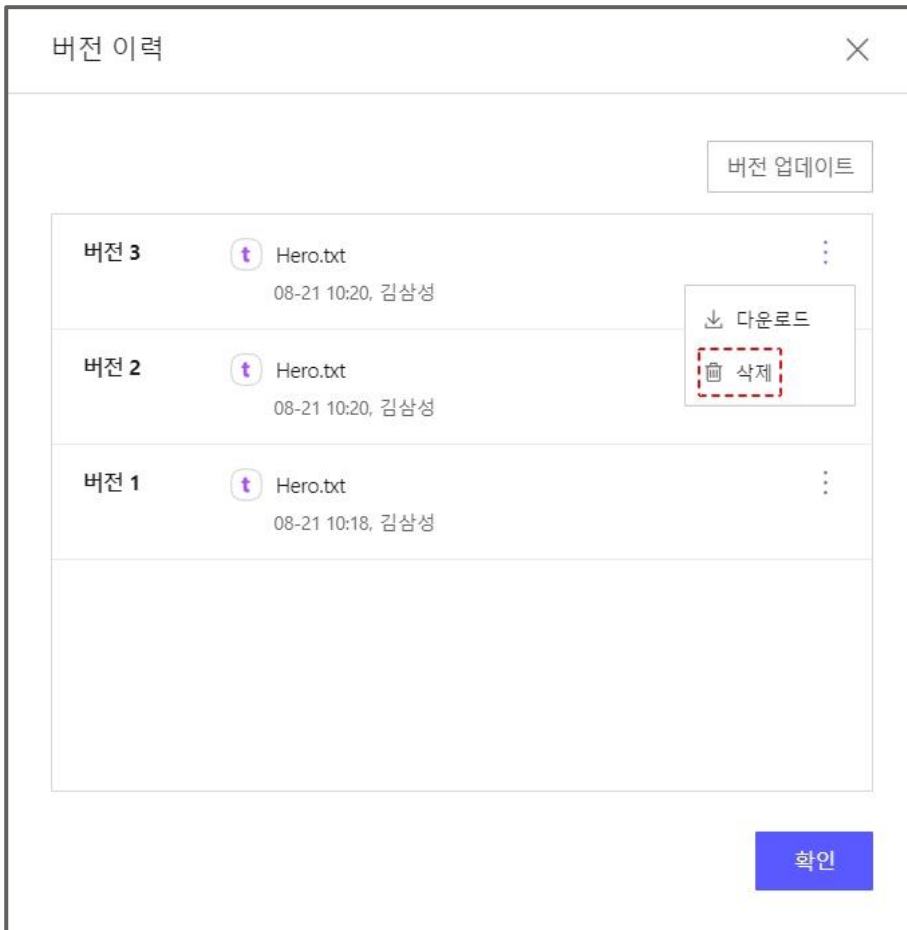 버전 이력
버전 업데이트
버전 3
t Hero.txt
08-21 10:20, 김삼성
다운로드
삭제
버전 2
t Hero.txt
08-21 10:20, 김삼성
버전 1
t Hero.txt
08-21 10:18, 김삼성
확인